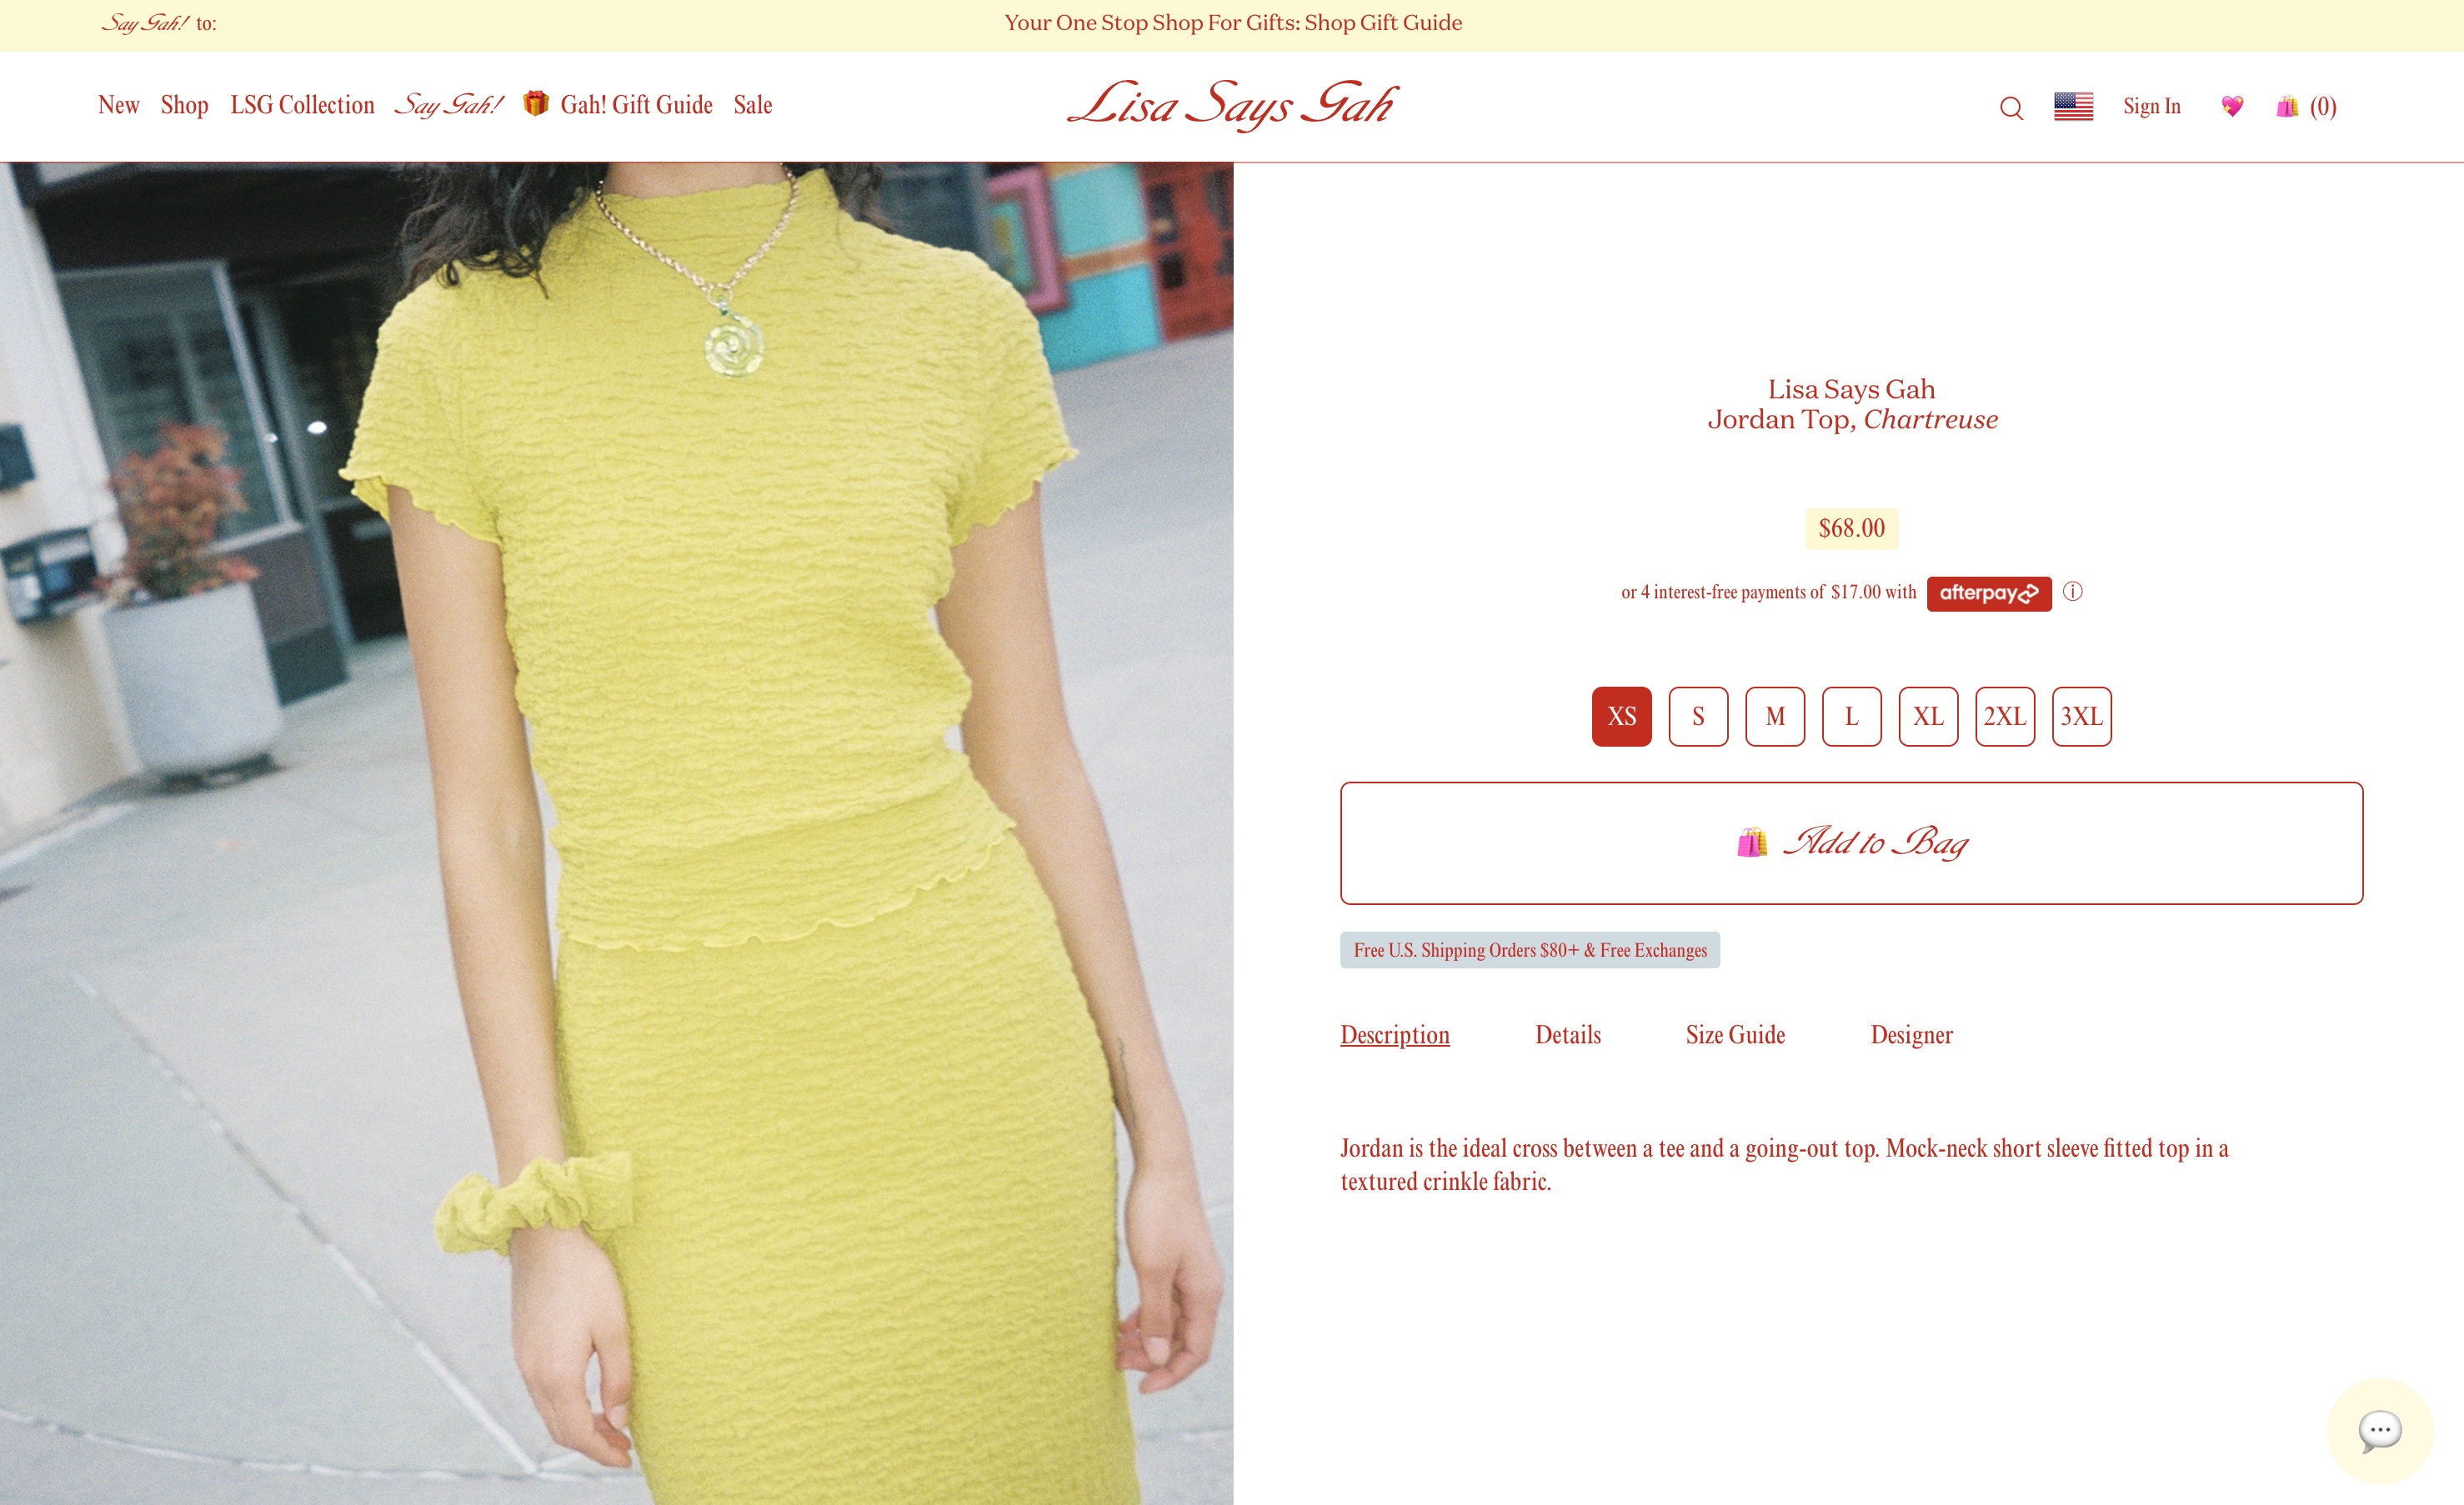 Say Gah! to:
Your One Stop Shop For Gifts: Shop Gift Guide
New Shop LSG Collection Say Gah! 🎁 Gah! Gift Guide Sale
Lisa Says Gah
Sign In 💖 🛍️ (0)
Lisa Says Gah
Jordan Top, Chartreuse
$68.00
or 4 interest-free payments of $17.00 with afterpay ⓘ
XS S M L XL 2XL 3XL
🛍️ Add to Bag
Free U.S. Shipping Orders $80+ & Free Exchanges
Description Details Size Guide Designer
Jordan is the ideal cross between a tee and a going-out top. Mock-neck short sleeve fitted top in a
textured crinkle fabric.